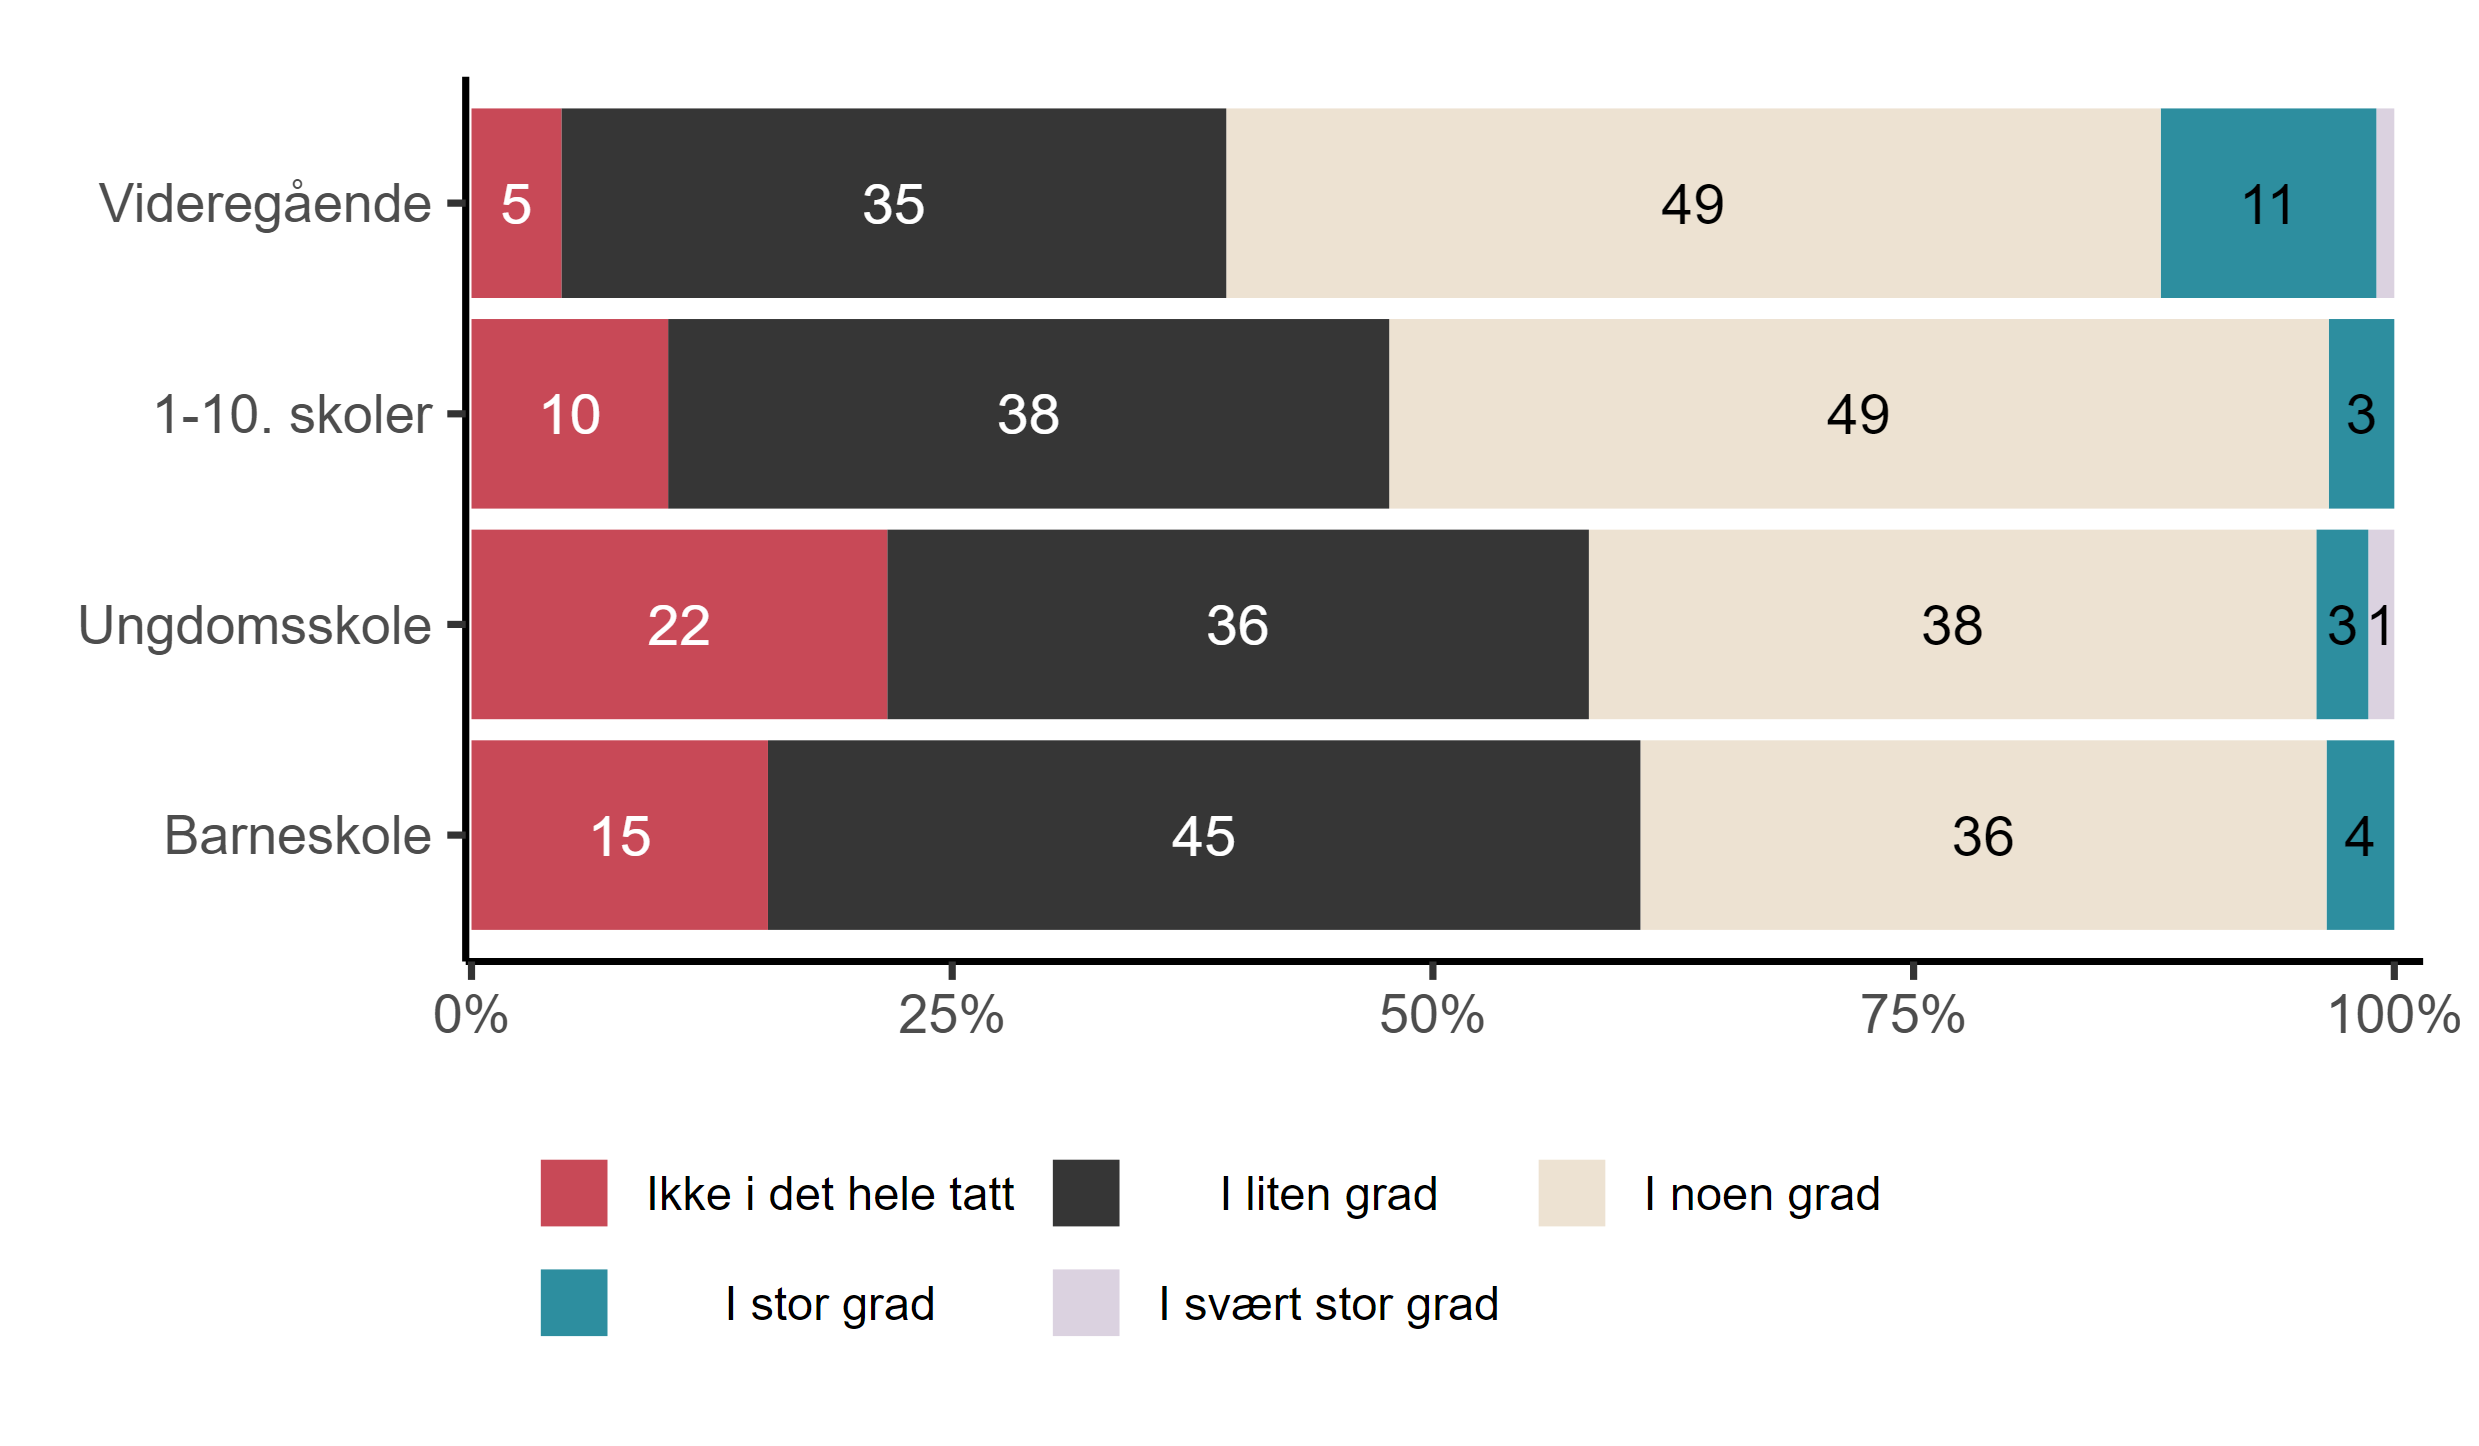 Videregående 5 35 49 11
1-10. skoler 10 38 49 3
Ungdomsskole 22 36 38 3 1
Barneskole 15 45 36 4
0% 25% 50% 75% 100%
Ikke i det hele tatt I liten grad I noen grad
I stor grad I svært stor grad